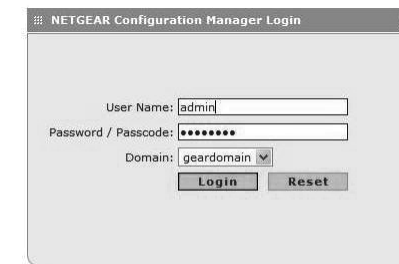 NETGEAR Configuration Manager Login
User Name: admin
Password / Passcode: ••••••••
Domain: geardomain
Login Reset